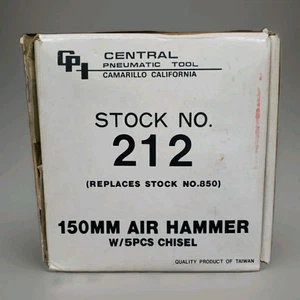 CPT CENTRAL
PNEUMATIC TOOL
CAMARILLO CALIFORNIA
STOCK NO.
212
(REPLACES STOCK NO.850)
150MM AIR HAMMER
W/5PCS CHISEL
QUALITY PRODUCT OF TAIWAN